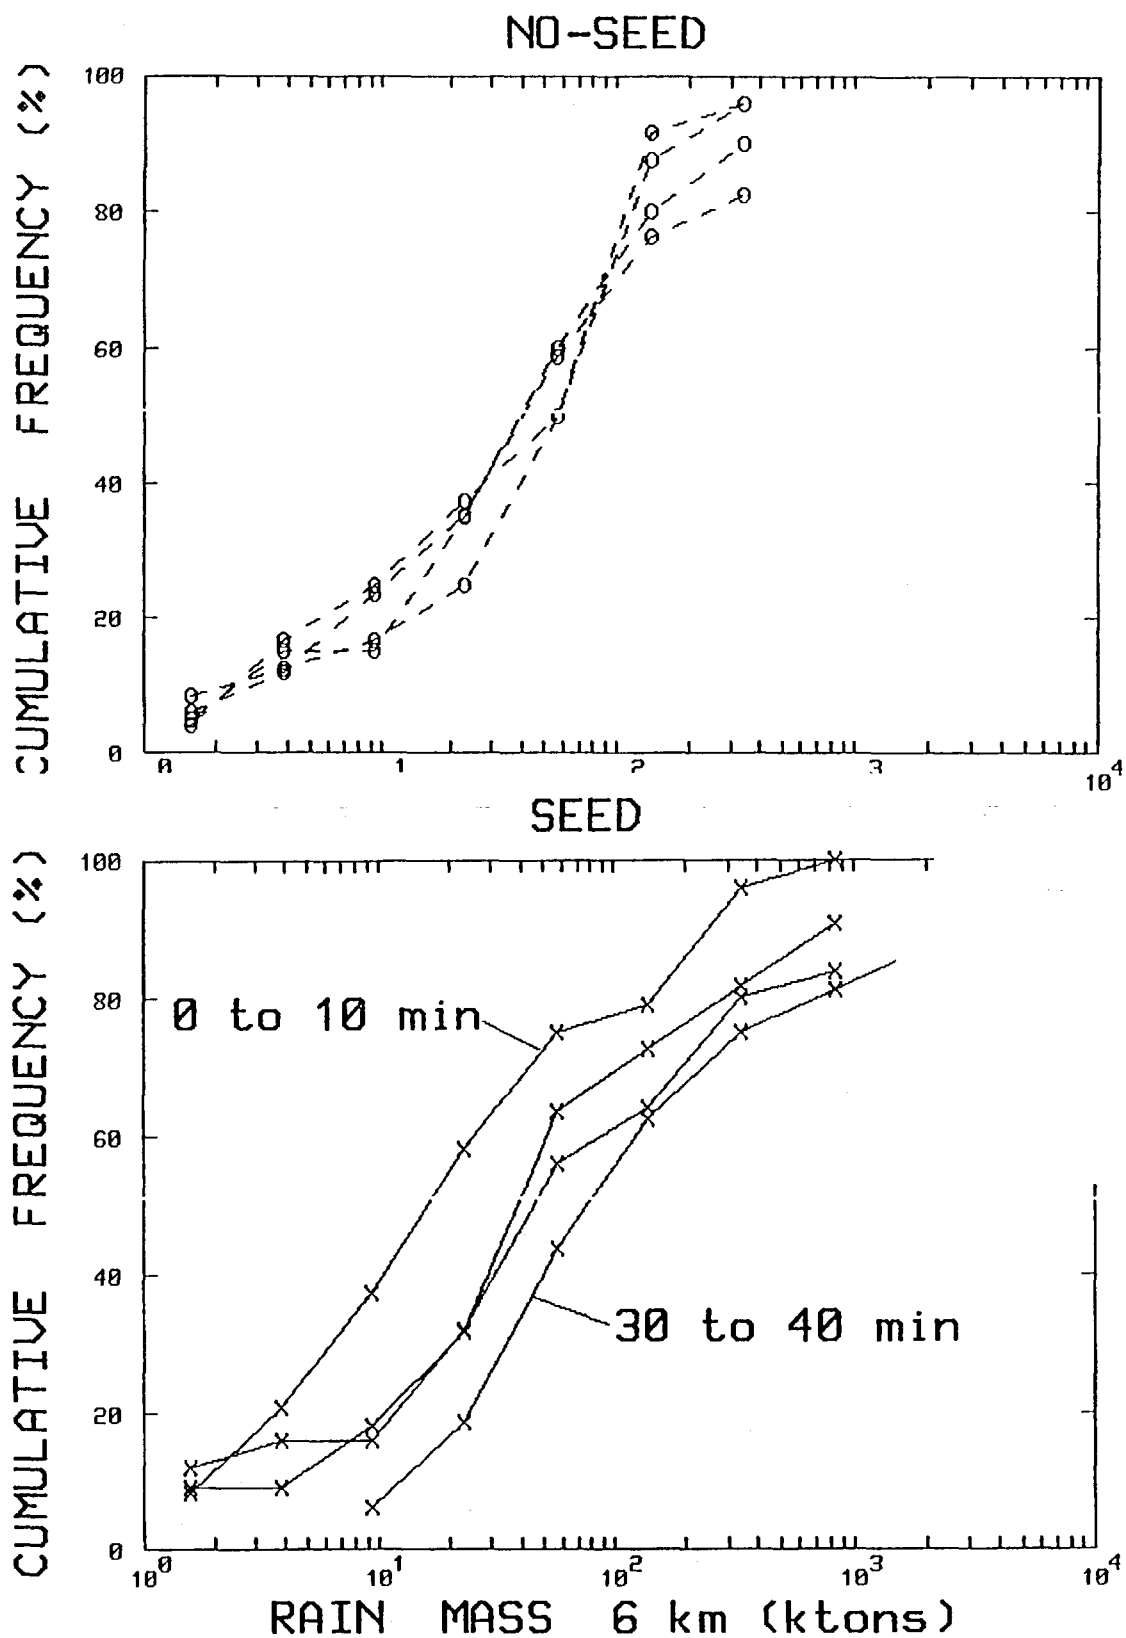 NO-SEED
CUMULATIVE FREQUENCY (%)
100
80
60
40
20
0
0 1 2 3 10^4
SEED
CUMULATIVE FREQUENCY (%)
100
80
60
40
20
0
0 to 10 min
30 to 40 min
10^0 10^1 10^2 10^3 10^4
RAIN MASS 6 km (ktons)